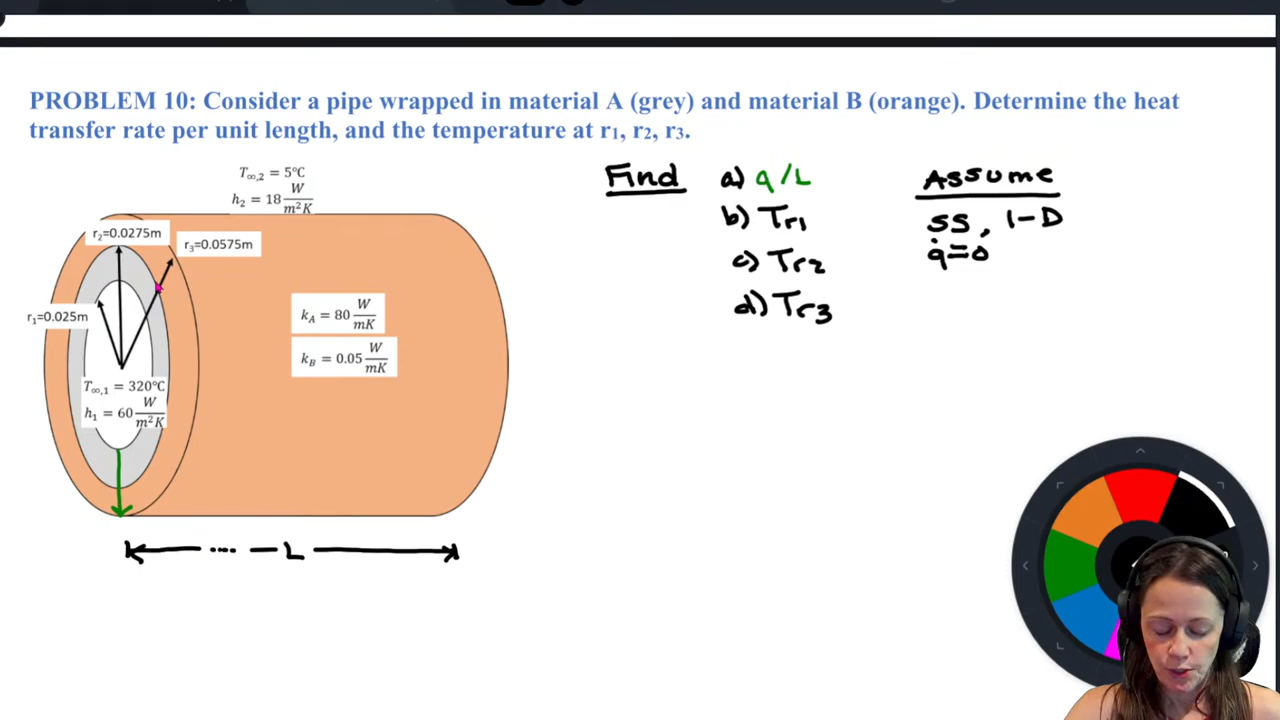 PROBLEM 10: Consider a pipe wrapped in material A (grey) and material B (orange). Determine the heat
transfer rate per unit length, and the temperature at r₁, r₂, r₃.
T∞,2 = 5℃
h₂ = 18 W/m²K
r₂=0.0275m
r₃=0.0575m
r₁=0.025m
k_A = 80 W/mK
k_B = 0.05 W/mK
T∞,1 = 320℃
h₁ = 60 W/m²K
L
Find
a) q/L
b) Tr₁
c) Tr₂
d) Tr₃
Assume
SS, 1-D
q̇=0